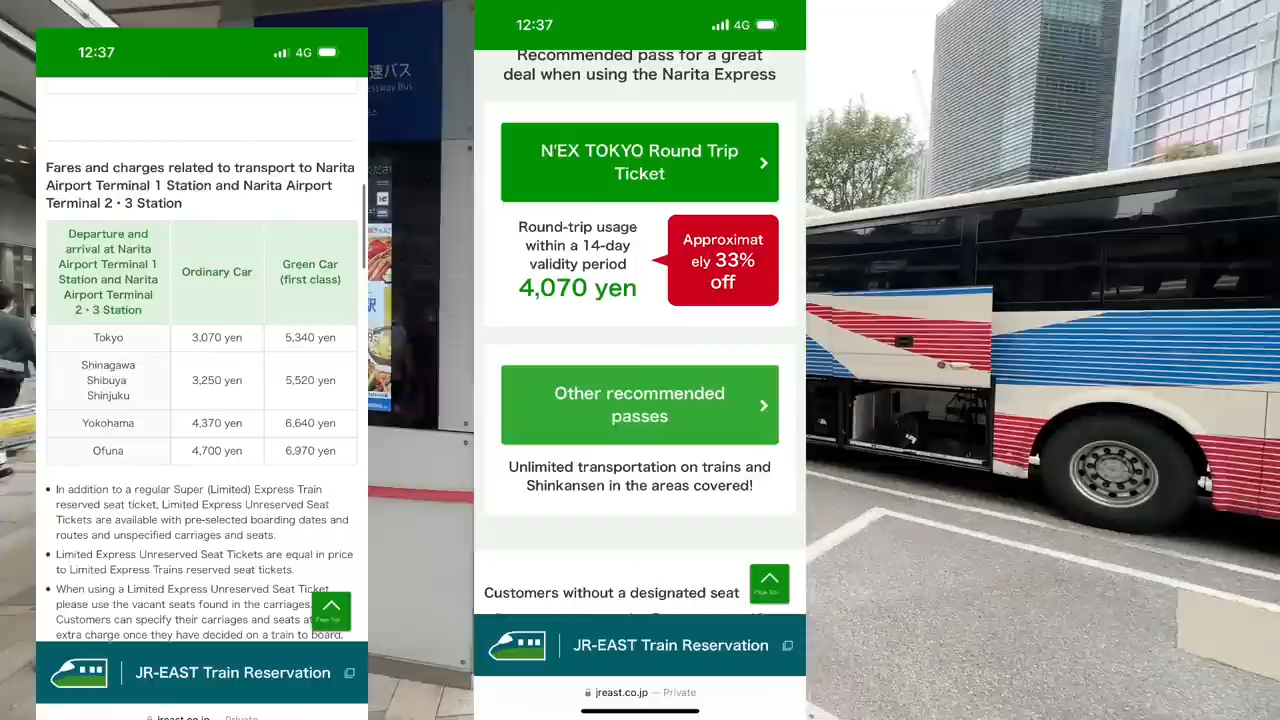 12:37
4G
Fares and charges related to transport to Narita
Airport Terminal 1 Station and Narita Airport
Terminal 2・3 Station
Departure and
arrival at Narita
Airport Terminal 1
Station and Narita
Airport Terminal
2・3 Station
Ordinary Car
Green Car
(first class)
Tokyo
3,070 yen
5,340 yen
Shinagawa
Shibuya
Shinjuku
3,250 yen
5,520 yen
Yokohama
4,370 yen
6,640 yen
Ofuna
4,700 yen
6,970 yen
• In addition to a regular Super (Limited) Express Train
reserved seat ticket, Limited Express Unreserved Seat
Tickets are available with pre-selected boarding dates and
routes and unspecified carriages and seats.
• Limited Express Unreserved Seat Tickets are equal in price
to Limited Express Trains reserved seat tickets.
• When using a Limited Express Unreserved Seat Ticket
please use the vacant seats found in the carriages.
Customers can specify their carriages and seats at
extra charge once they have decided on a train to board.
Page Top
JR-EAST Train Reservation
jreast.co.jp — Private
速バス
essway Bus
12:37
4G
Recommended pass for a great
deal when using the Narita Express
N'EX TOKYO Round Trip
Ticket
Round-trip usage
within a 14-day
validity period
4,070 yen
Approximat
ely 33%
off
Other recommended
passes
Unlimited transportation on trains and
Shinkansen in the areas covered!
Customers without a designated seat
Page Top
JR-EAST Train Reservation
jreast.co.jp — Private